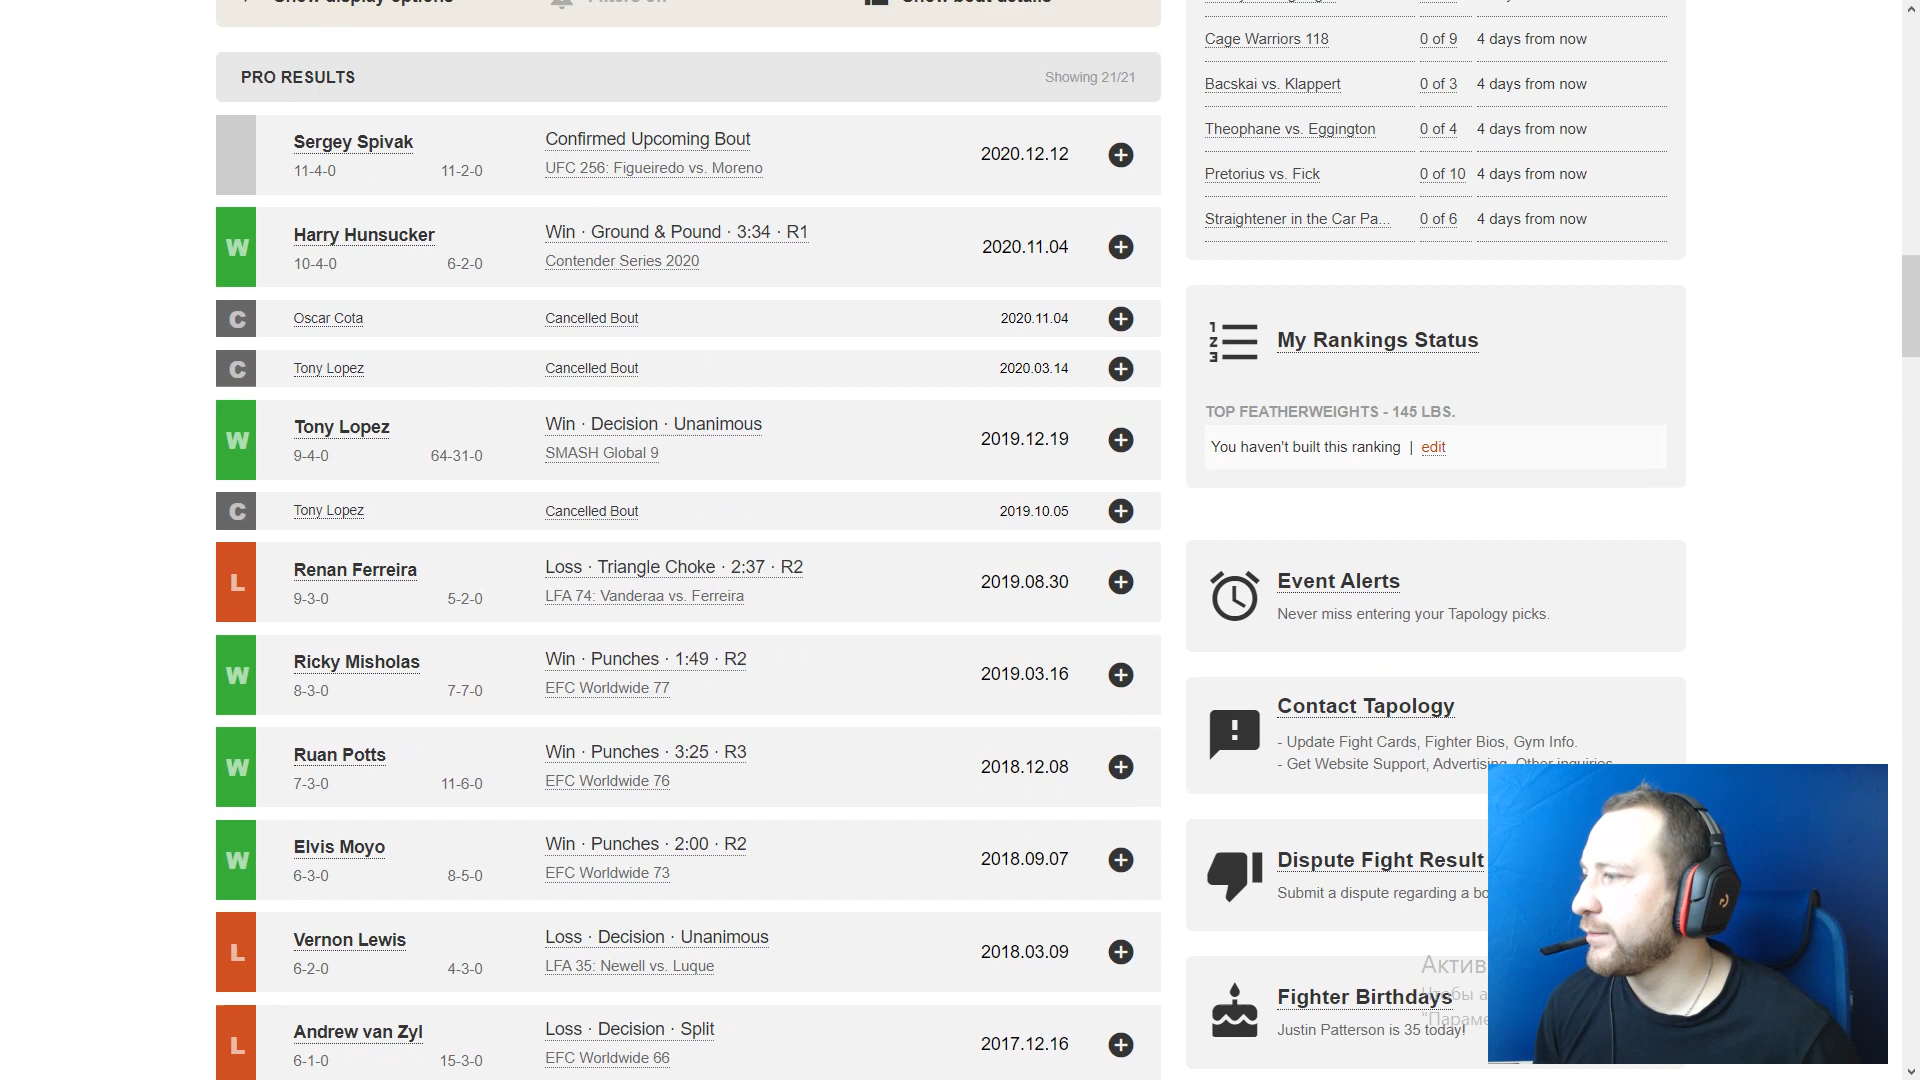 PRO RESULTS
Showing 21/21
Sergey Spivak
11-4-0
11-2-0
Confirmed Upcoming Bout
UFC 256: Figueiredo vs. Moreno
2020.12.12
W
Harry Hunsucker
10-4-0
6-2-0
Win · Ground & Pound · 3:34 · R1
Contender Series 2020
2020.11.04
C
Oscar Cota
Cancelled Bout
2020.11.04
C
Tony Lopez
Cancelled Bout
2020.03.14
W
Tony Lopez
9-4-0
64-31-0
Win · Decision · Unanimous
SMASH Global 9
2019.12.19
C
Tony Lopez
Cancelled Bout
2019.10.05
L
Renan Ferreira
9-3-0
5-2-0
Loss · Triangle Choke · 2:37 · R2
LFA 74: Vanderaa vs. Ferreira
2019.08.30
W
Ricky Misholas
8-3-0
7-7-0
Win · Punches · 1:49 · R2
EFC Worldwide 77
2019.03.16
W
Ruan Potts
7-3-0
11-6-0
Win · Punches · 3:25 · R3
EFC Worldwide 76
2018.12.08
W
Elvis Moyo
6-3-0
8-5-0
Win · Punches · 2:00 · R2
EFC Worldwide 73
2018.09.07
L
Vernon Lewis
6-2-0
4-3-0
Loss · Decision · Unanimous
LFA 35: Newell vs. Luque
2018.03.09
L
Andrew van Zyl
6-1-0
15-3-0
Loss · Decision · Split
EFC Worldwide 66
2017.12.16
Cage Warriors 118 0 of 9 4 days from now
Bacskai vs. Klappert 0 of 3 4 days from now
Theophane vs. Eggington 0 of 4 4 days from now
Pretorius vs. Fick 0 of 10 4 days from now
Straightener in the Car Pa... 0 of 6 4 days from now
My Rankings Status
TOP FEATHERWEIGHTS - 145 LBS.
You haven't built this ranking | edit
Event Alerts
Never miss entering your Tapology picks.
Contact Tapology
- Update Fight Cards, Fighter Bios, Gym Info.
- Get Website Support, Advertising, Other inquiries
Dispute Fight Result
Submit a dispute regarding a bo
Актив
Чтобы а
"Параме
Fighter Birthdays
Justin Patterson is 35 today!